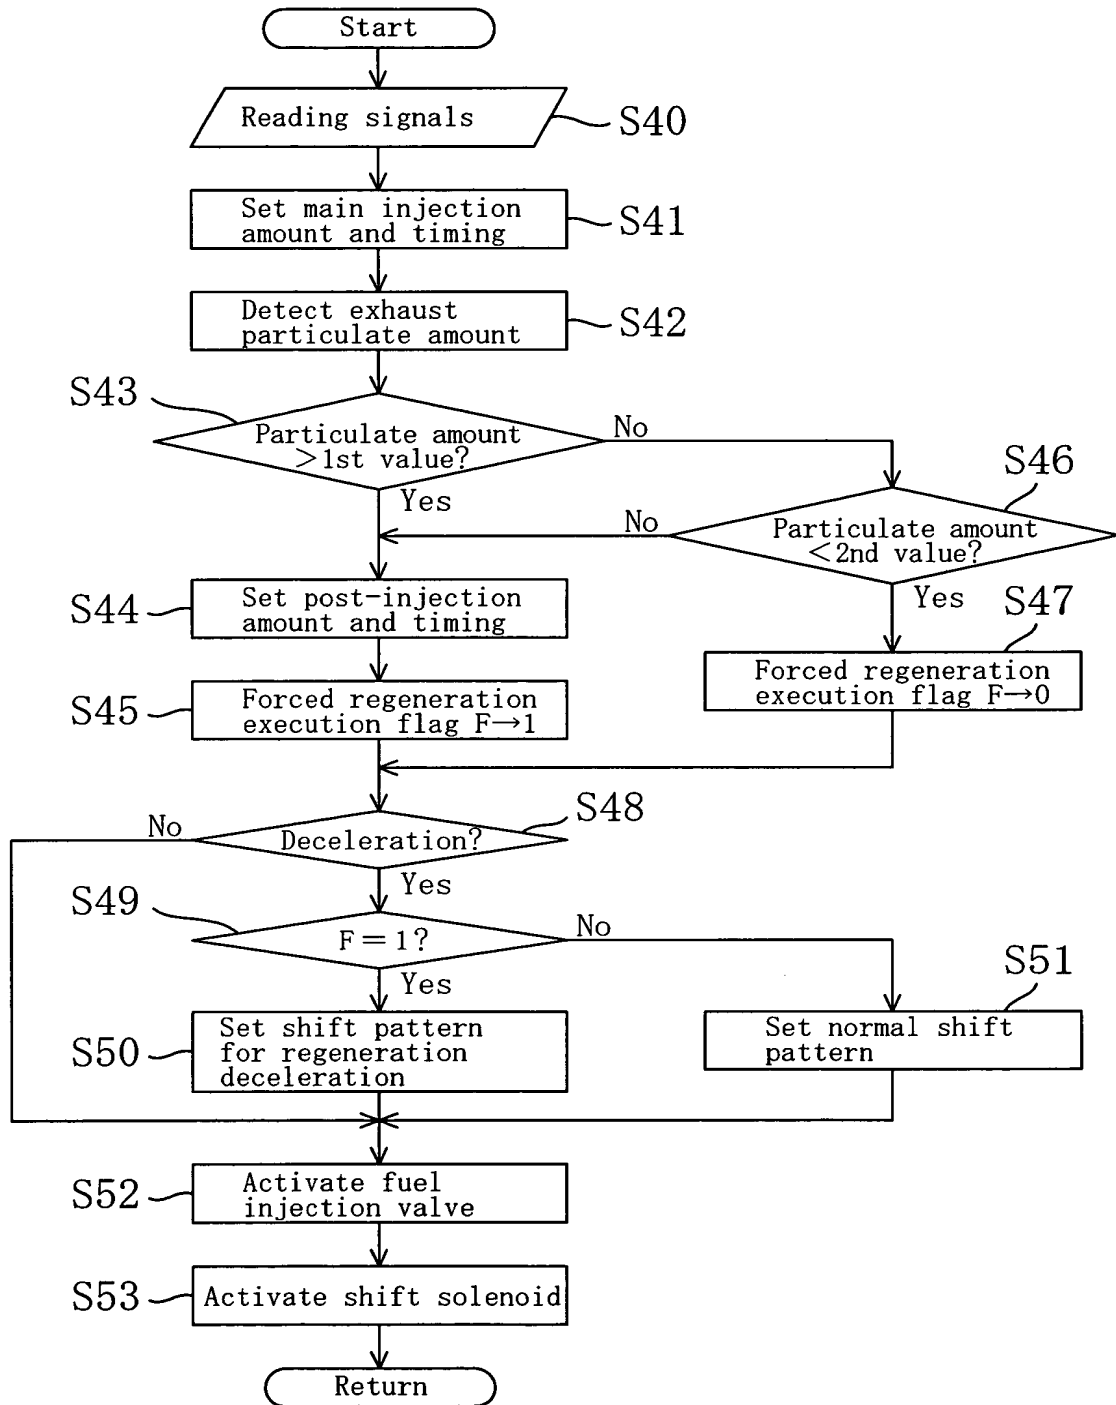 Start
Reading signals
S40
Set main injection
amount and timing
S41
Detect exhaust
particulate amount
S42
S43
Particulate amount
>1st value?
No
Yes
S46
Particulate amount
<2nd value?
No
Yes
S44
Set post-injection
amount and timing
S47
Forced regeneration
execution flag F→0
S45
Forced regeneration
execution flag F→1
S48
Deceleration?
No
Yes
S49
F=1?
No
Yes
S50
Set shift pattern
for regeneration
deceleration
S51
Set normal shift
pattern
S52
Activate fuel
injection valve
S53
Activate shift solenoid
Return